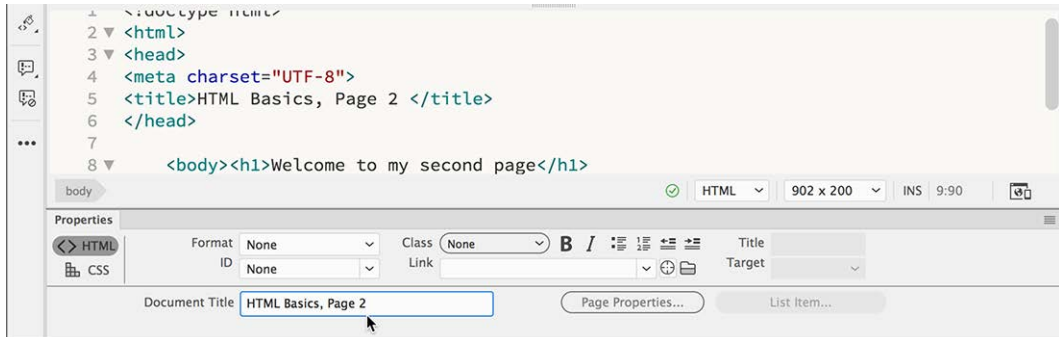 1 <!doctype html>
2 <html>
3 <head>
4 <meta charset="UTF-8">
5 <title>HTML Basics, Page 2 </title>
6 </head>
7
8 <body><h1>Welcome to my second page</h1>
body HTML 902 x 200 INS 9:90
Properties
<> HTML Format None Class None B I Title
CSS ID None Link Target
Document Title HTML Basics, Page 2 Page Properties... List Item...